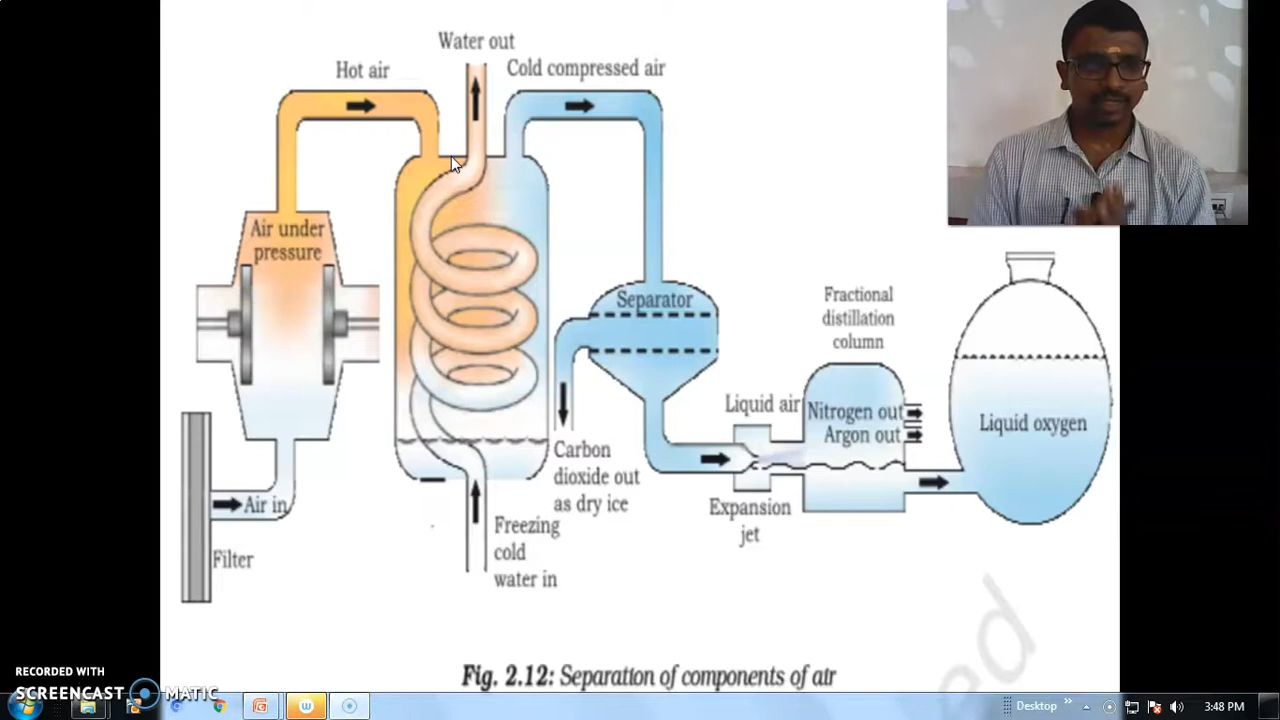 Water out
Hot air
Cold compressed air
Air under
pressure
Separator
Fractional
distillation
column
Liquid air
Nitrogen out
Argon out
Liquid oxygen
Carbon
dioxide out
as dry ice
Air in
Expansion
jet
Freezing
cold
water in
Filter
Fig. 2.12: Separation of components of air
RECORDED WITH
SCREENCAST MATIC
Desktop
3:48 PM